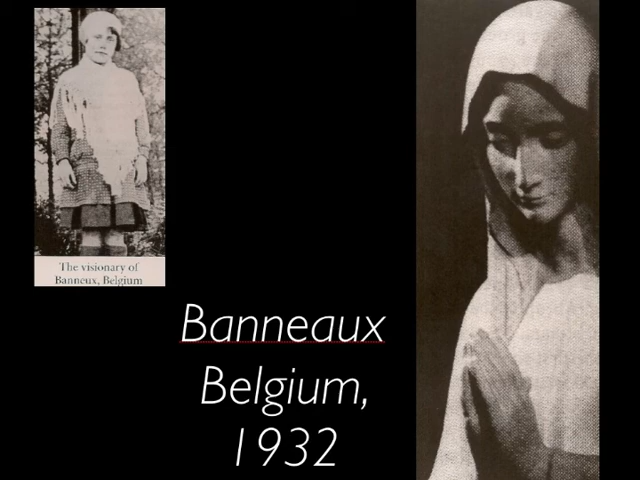 The visionary of
Banneux, Belgium
Banneaux
Belgium,
1932